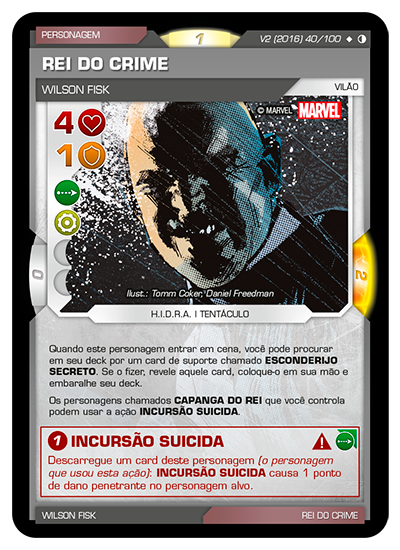 PERSONAGEM
1
V2 (2016) 40/100
REI DO CRIME
WILSON FISK
VILÃO
4
© MARVEL MARVEL
1
0
2
Ilust.: Tomm Coker, Daniel Freedman
H.I.D.R.A. | TENTÁCULO
Quando este personagem entrar em cena, você pode procurar
em seu deck por um card de suporte chamado ESCONDERIJO
SECRETO. Se o fizer, revele aquele card, coloque-o em sua mão e
embaralhe seu deck.
Os personagens chamados CAPANGA DO REI que você controla
podem usar a ação INCURSÃO SUICIDA.
1 INCURSÃO SUICIDA
Descarregue um card deste personagem (o personagem
que usou esta ação): INCURSÃO SUICIDA causa 1 ponto
de dano penetrante no personagem alvo.
WILSON FISK
REI DO CRIME